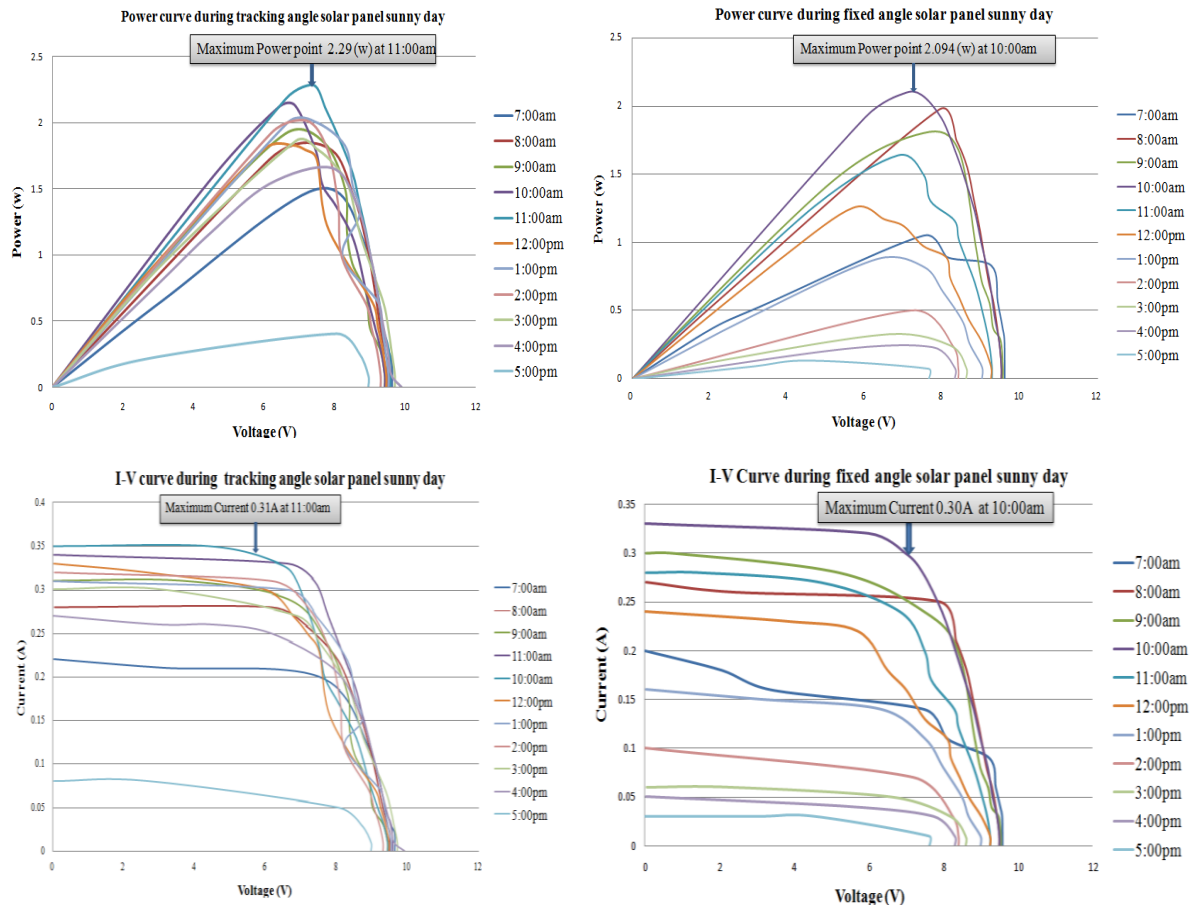 Power curve during tracking angle solar panel sunny day
Maximum Power point 2.29 (w) at 11:00am
2.5
2
1.5
1
0.5
0
Power (w)
0 2 4 6 8 10 12
Voltage (V)
7:00am
8:00am
9:00am
10:00am
11:00am
12:00pm
1:00pm
2:00pm
3:00pm
4:00pm
5:00pm
Power curve during fixed angle solar panel sunny day
Maximum Power point 2.094 (w) at 10:00am
2.5
2
1.5
1
0.5
0
Power (w)
0 2 4 6 8 10 12
Voltage (V)
7:00am
8:00am
9:00am
10:00am
11:00am
12:00pm
1:00pm
2:00pm
3:00pm
4:00pm
5:00pm
I-V curve during tracking angle solar panel sunny day
Maximum Current 0.31A at 11:00am
0.4
0.35
0.3
0.25
0.2
0.15
0.1
0.05
0
Current (A)
0 2 4 6 8 10 12
Voltage (V)
7:00am
8:00am
9:00am
11:00am
10:00am
12:00pm
1:00pm
2:00pm
3:00pm
4:00pm
5:00pm
I-V Curve during fixed angle solar panel sunny day
Maximum Current 0.30A at 10:00am
0.35
0.3
0.25
0.2
0.15
0.1
0.05
0
Current (A)
0 2 4 6 8 10 12
Voltage (V)
7:00am
8:00am
9:00am
10:00am
11:00am
12:00pm
1:00pm
2:00pm
3:00pm
4:00pm
5:00pm